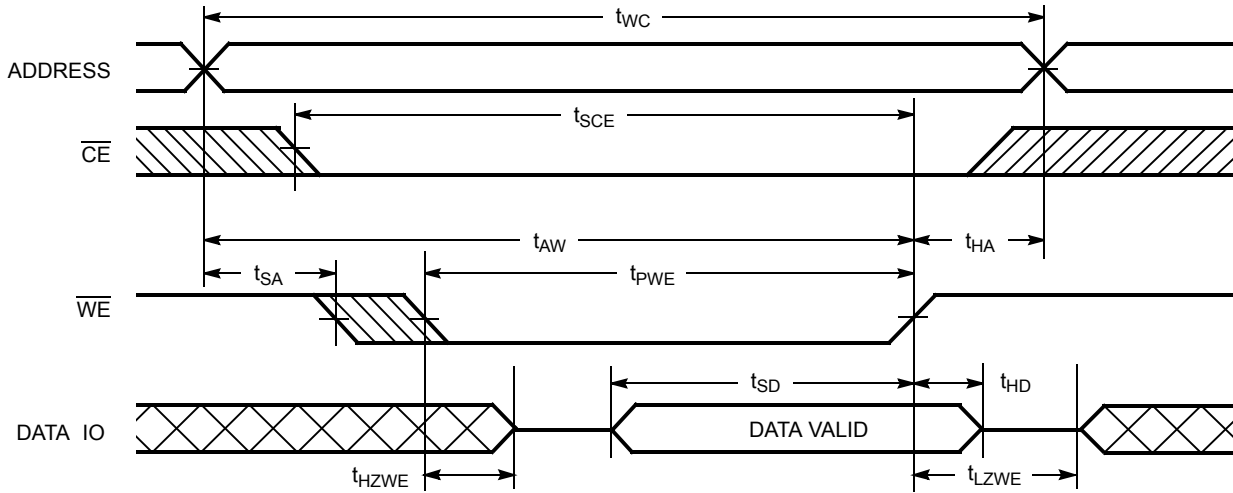 tWC
ADDRESS
tSCE
CE
tAW
tHA
tSA
tPWE
WE
tSD
tHD
DATA IO
DATA VALID
tHZWE
tLZWE